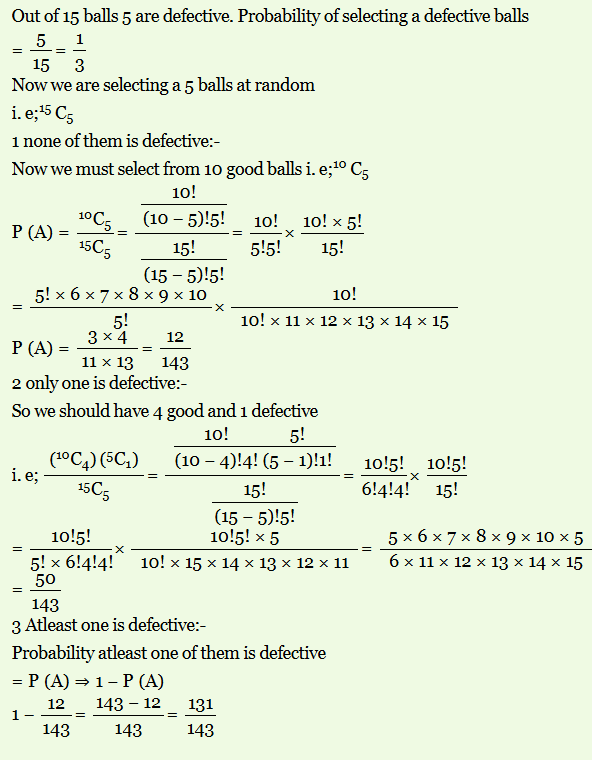 Out of 15 balls 5 are defective. Probability of selecting a defective balls
= 5/15 = 1/3
Now we are selecting a 5 balls at random
i. e;¹⁵ C₅
1 none of them is defective:-
Now we must select from 10 good balls i. e;¹⁰ C₅
P (A) = ¹⁰C₅/¹⁵C₅ = (10!/((10 − 5)!5!))/(15!/((15 − 5)!5!)) = 10!/(5!5!) × (10! × 5!)/15!
= (5! × 6 × 7 × 8 × 9 × 10)/5! × 10!/(10! × 11 × 12 × 13 × 14 × 15)
P (A) = (3 × 4)/(11 × 13) = 12/143
2 only one is defective:-
So we should have 4 good and 1 defective
i. e; ((¹⁰C₄) (⁵C₁))/¹⁵C₅ = (10!/((10 − 4)!4!) 5!/((5 − 1)!1!))/(15!/((15 − 5)!5!)) = 10!5!/(6!4!4!) × 10!5!/15!
= 10!5!/(5! × 6!4!4!) × (10!5! × 5)/(10! × 15 × 14 × 13 × 12 × 11) = (5 × 6 × 7 × 8 × 9 × 10 × 5)/(6 × 11 × 12 × 13 × 14 × 15)
= 50/143
3 Atleast one is defective:-
Probability atleast one of them is defective
= P (A) ⇒ 1 − P (A)
1 − 12/143 = (143 − 12)/143 = 131/143